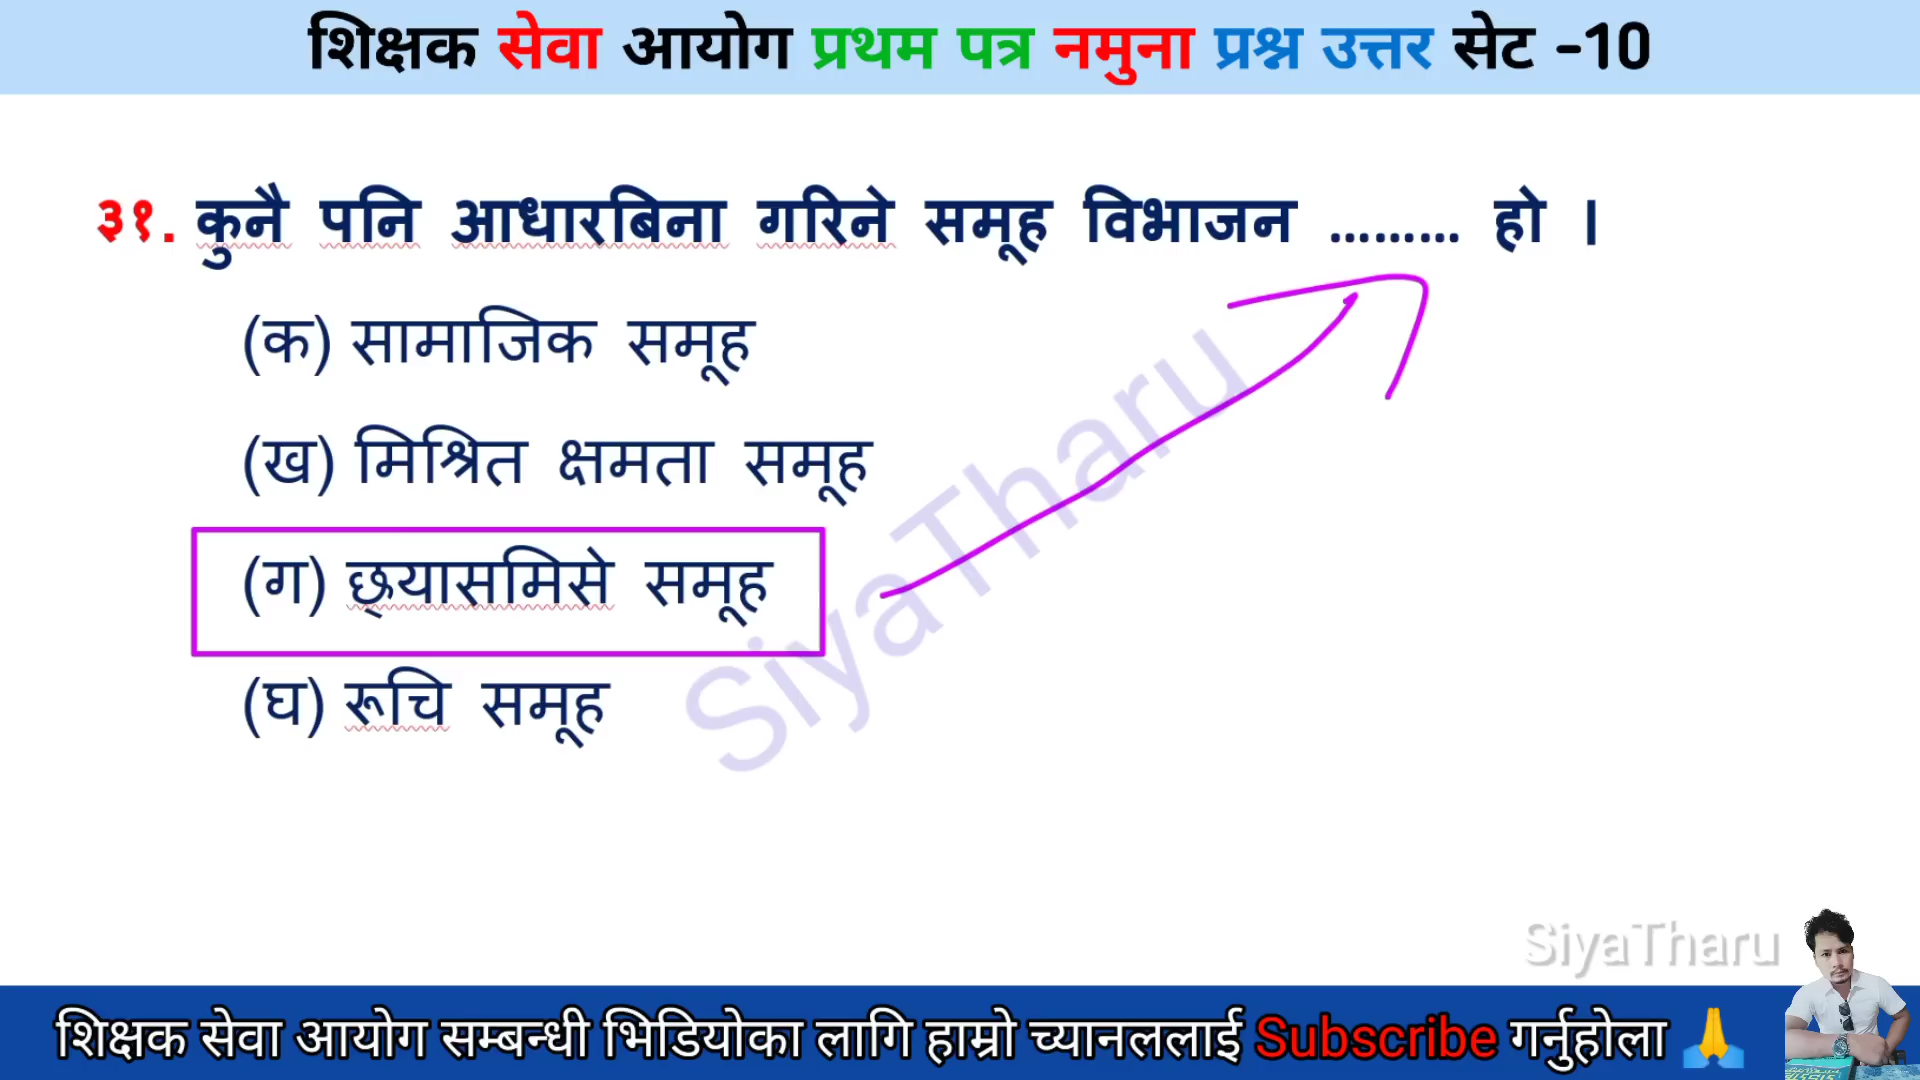 शिक्षक सेवा आयोग प्रथम पत्र नमुना प्रश्न उत्तर सेट -10
३१. कुनै पनि आधारबिना गरिने समूह विभाजन ......... हो ।
(क) सामाजिक समूह
(ख) मिश्रित क्षमता समूह
(ग) छ्यासमिसे समूह
(घ) रूचि समूह
SiyaTharu
SiyaTharu
शिक्षक सेवा आयोग सम्बन्धी भिडियोका लागि हाम्रो च्यानललाई Subscribe गर्नुहोला 🙏